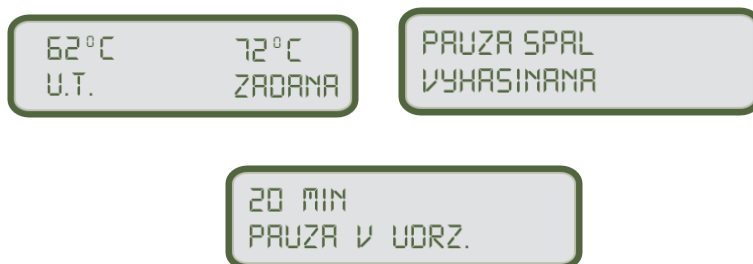 62°C 72°C
U.T. ZADANA
PAUZA SPAL
VYHASINANA
20 MIN
PAUZA V UDRZ.